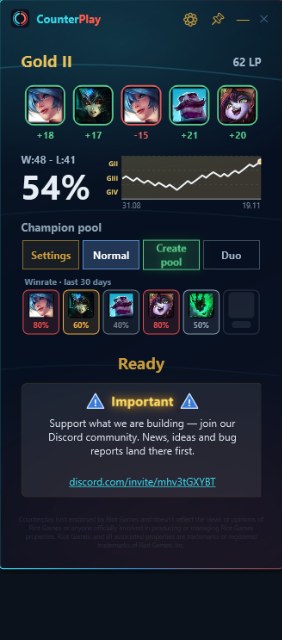 CounterPlay
Gold II
62 LP
+18 +17 -15 +21 +20
W:48 - L:41
54%
GII
GIII
GIV
31.08 19.11
Champion pool
Settings Normal Create pool Duo
Winrate - last 30 days
80% 60% 40% 80% 50%
Ready
Important
Support what we are building — join our
Discord community. News, ideas and bug
reports land there first.
discord.com/invite/mhv3tGXYBT